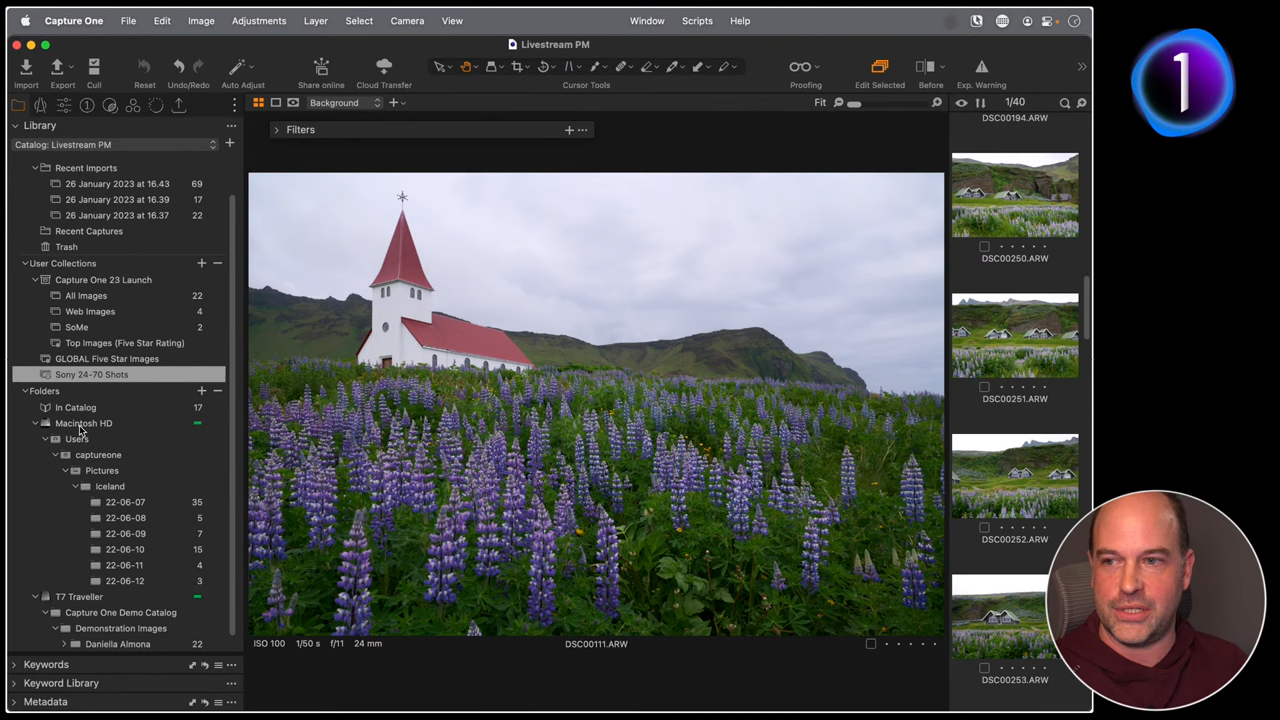 Capture One File Edit Image Adjustments Layer Select Camera View Window Scripts Help
Livestream PM
Import Export Cull Reset Undo/Redo Auto Adjust Share online Cloud Transfer Cursor Tools Proofing Edit Selected Before Exp. Warning
Background Fit 1/40
Library
Catalog: Livestream PM
Recent Imports
26 January 2023 at 16.43 69
26 January 2023 at 16.39 17
26 January 2023 at 16.37 22
Recent Captures
Trash
User Collections
Capture One 23 Launch
All Images 22
Web Images 4
SoMe 2
Top Images (Five Star Rating)
GLOBAL Five Star Images
Sony 24-70 Shots
Folders
In Catalog 17
Macintosh HD
Users
captureone
Pictures
Iceland
22-06-07 35
22-06-08 5
22-06-09 7
22-06-10 15
22-06-11 4
22-06-12 3
T7 Traveller
Capture One Demo Catalog
Demonstration Images
Daniella Almona 22
Keywords
Keyword Library
Metadata
Filters
ISO 100 1/50 s f/11 24 mm DSC00111.ARW
DSC00194.ARW
DSC00250.ARW
DSC00251.ARW
DSC00252.ARW
DSC00253.ARW
1